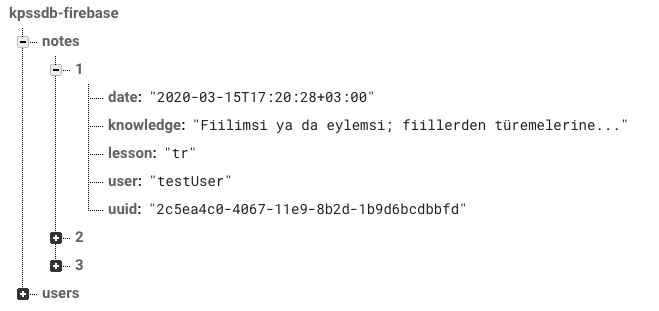 kpssdb-firebase
notes
1
date: "2020-03-15T17:20:28+03:00"
knowledge: "Fiilimsi ya da eylemsi; fiillerden türemelerine..."
lesson: "tr"
user: "testUser"
uuid: "2c5ea4c0-4067-11e9-8b2d-1b9d6bcdbbfd"
2
3
users